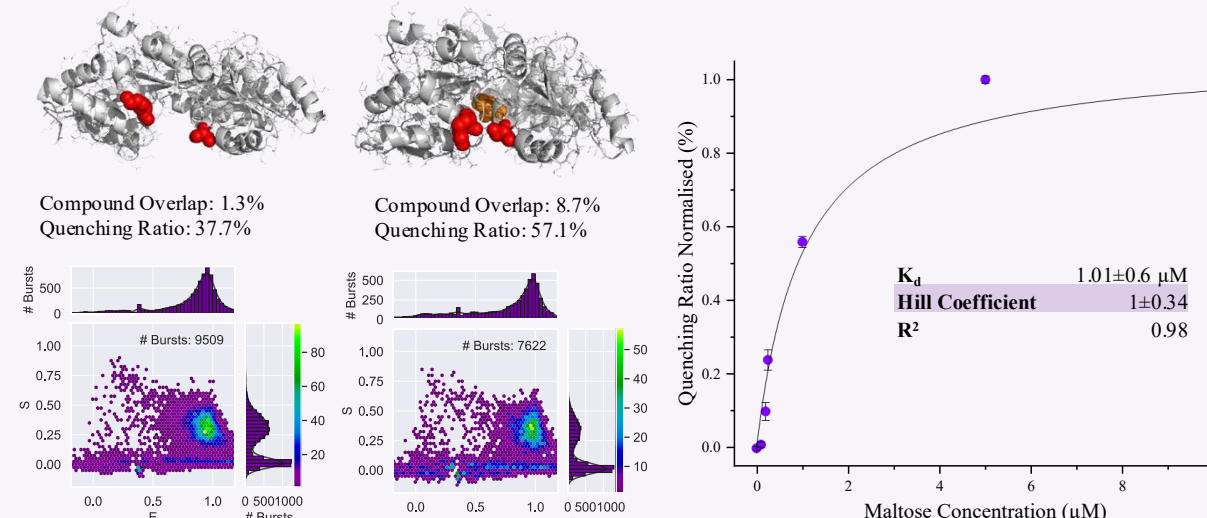 Compound Overlap: 1.3%
Quenching Ratio: 37.7%
Compound Overlap: 8.7%
Quenching Ratio: 57.1%
# Bursts
500
0
# Bursts: 9509
S
1.00
0.75
0.50
0.25
0.00
0.0 0.5 1.0
E
80
60
40
20
0 500 1000
# Bursts
# Bursts
500
250
0
# Bursts: 7622
S
1.00
0.75
0.50
0.25
0.00
0.0 0.5 1.0
50
40
30
20
10
0 500 1000
Quenching Ratio Normalised (%)
1.0
0.8
0.6
0.4
0.2
0.0
Kd 1.01±0.6 µM
Hill Coefficient 1±0.34
R² 0.98
0 2 4 6 8
Maltose Concentration (µM)